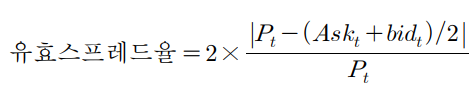 유효스프레드율 = 2 × |P_t − (Ask_t + bid_t)/2| / P_t